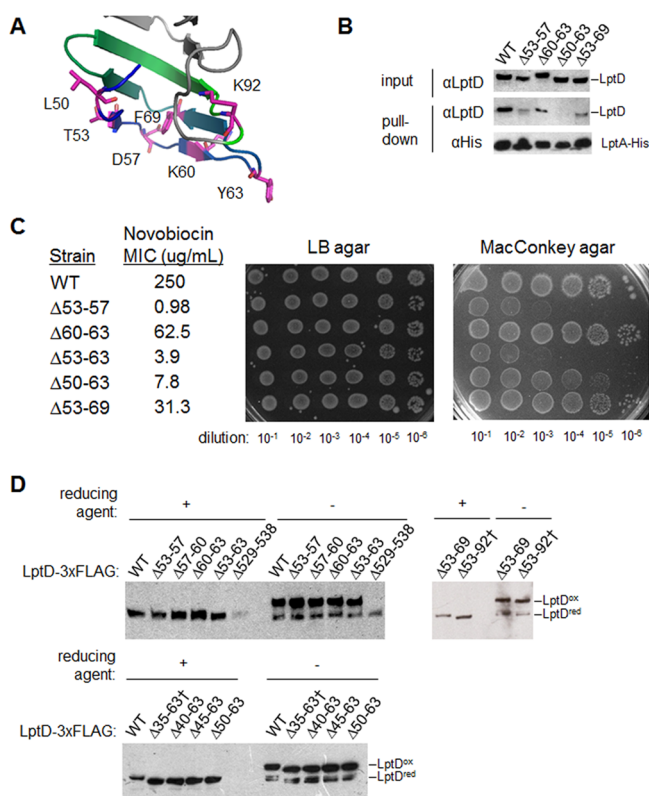 A
L50
T53
F69
D57
K60
K92
Y63
B
WT
Δ53-57
Δ60-63
Δ50-63
Δ53-69
input
αLptD
–LptD
pull-
down
αLptD
–LptD
αHis
LptA-His
C
Strain
Novobiocin
MIC (ug/mL)
WT 250
Δ53-57 0.98
Δ60-63 62.5
Δ53-63 3.9
Δ50-63 7.8
Δ53-69 31.3
LB agar
MacConkey agar
dilution: 10⁻¹ 10⁻² 10⁻³ 10⁻⁴ 10⁻⁵ 10⁻⁶
10⁻¹ 10⁻² 10⁻³ 10⁻⁴ 10⁻⁵ 10⁻⁶
D
reducing
agent:
+ -
+ -
LptD-3xFLAG:
WT Δ53-57 Δ57-60 Δ60-63 Δ53-63 Δ529-538
WT Δ53-57 Δ57-60 Δ60-63 Δ53-63 Δ529-538
Δ53-69 Δ53-92†
Δ53-69 Δ53-92†
–LptDᵒˣ
–LptDʳᵉᵈ
reducing
agent:
+ -
LptD-3xFLAG:
WT Δ35-63† Δ40-63 Δ45-63 Δ50-63
WT Δ35-63† Δ40-63 Δ45-63 Δ50-63
–LptDᵒˣ
–LptDʳᵉᵈ